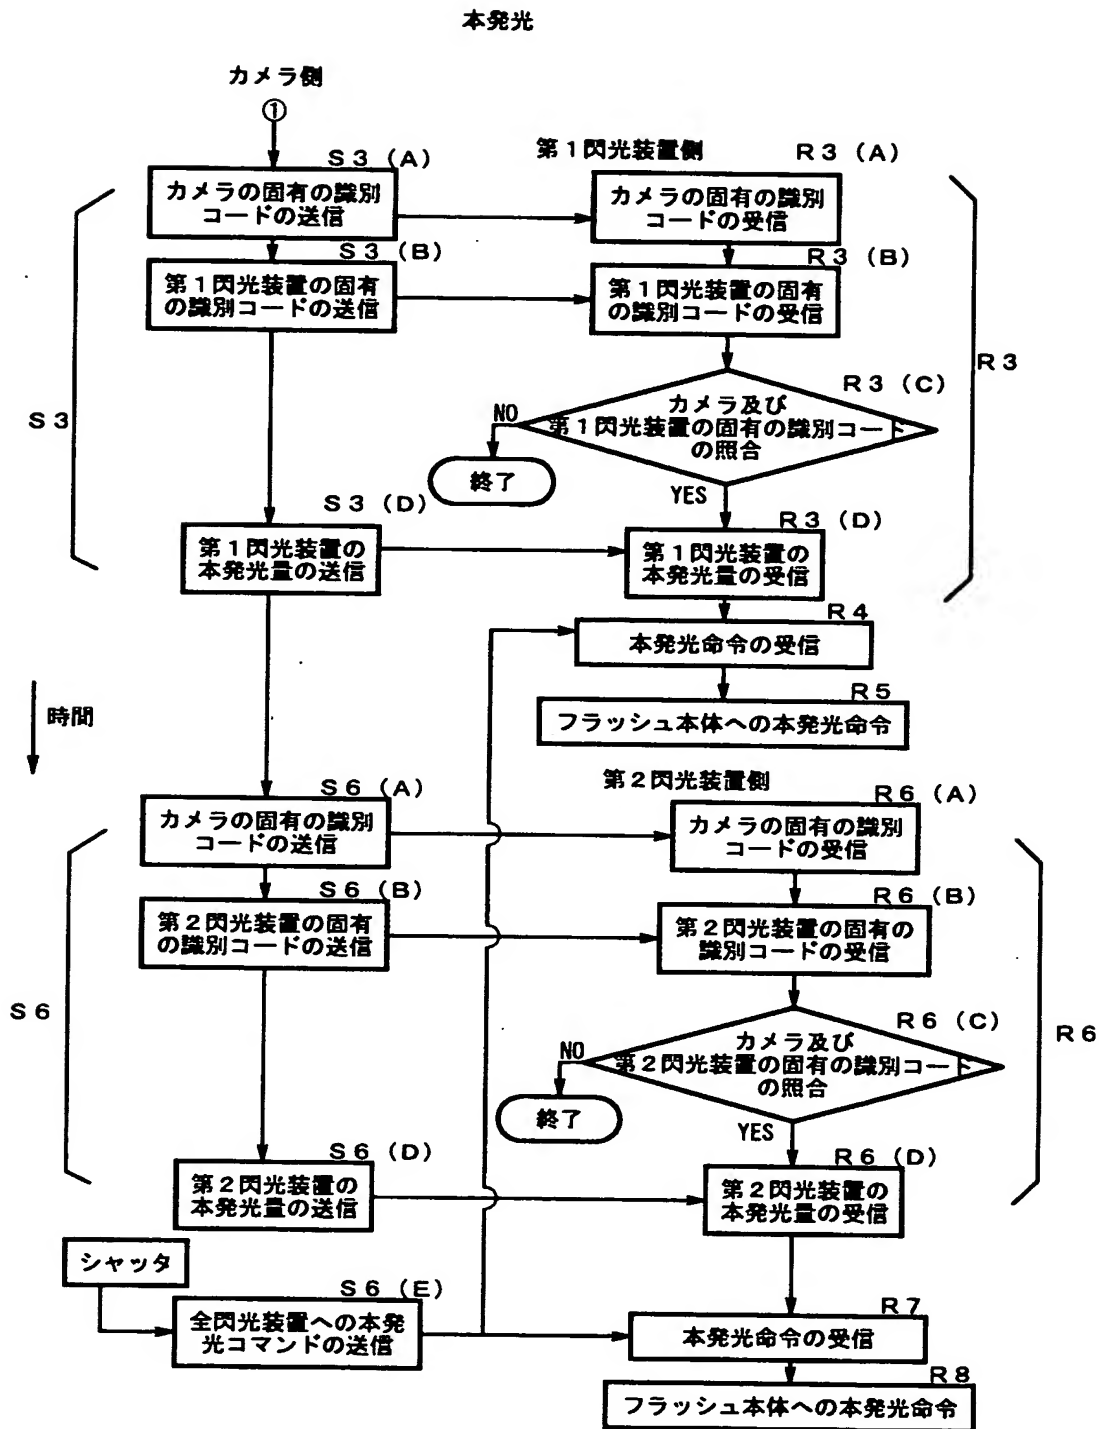 本発光
カメラ側
①
S3(A)
カメラの固有の識別
コードの送信
第1閃光装置側
R3(A)
カメラの固有の識別
コードの受信
S3(B)
第1閃光装置の固有
の識別コードの送信
R3(B)
第1閃光装置の固有
の識別コードの受信
S3
R3
R3(C)
カメラ及び
第1閃光装置の固有の識別コード
の照合
NO
終了
YES
S3(D)
第1閃光装置の
本発光量の送信
R3(D)
第1閃光装置の
本発光量の受信
R4
本発光命令の受信
R5
フラッシュ本体への本発光命令
時間
S6(A)
カメラの固有の識別
コードの送信
第2閃光装置側
R6(A)
カメラの固有の識別
コードの受信
S6(B)
第2閃光装置の固有
の識別コードの送信
R6(B)
第2閃光装置の固有の
識別コードの受信
S6
R6
R6(C)
カメラ及び
第2閃光装置の固有の識別コード
の照合
NO
終了
YES
S6(D)
第2閃光装置の
本発光量の送信
R6(D)
第2閃光装置の
本発光量の受信
シャッタ
S6(E)
全閃光装置への本発
光コマンドの送信
R7
本発光命令の受信
R8
フラッシュ本体への本発光命令